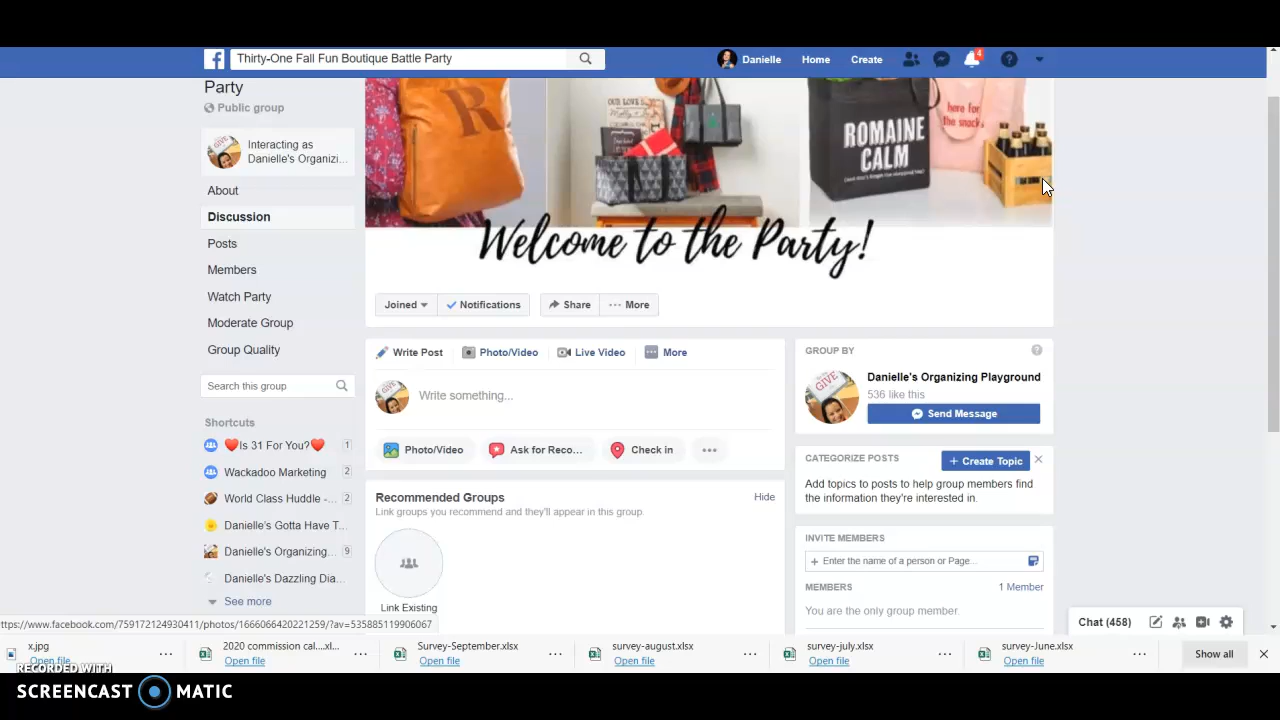 Thirty-One Fall Fun Boutique Battle Party
Danielle
Home
Create
4
Party
Public group
Interacting as
Danielle's Organizi...
About
Discussion
Posts
Members
Watch Party
Moderate Group
Group Quality
Search this group
Shortcuts
❤️Is 31 For You?❤️ 1
Wackadoo Marketing 2
World Class Huddle -... 2
Danielle's Gotta Have T...
Danielle's Organizing... 9
Danielle's Dazzling Dia...
See more
R
GIVE
ROMAINE
CALM
here for
the snacks
Welcome to the Party!
Joined
Notifications
Share
··· More
Write Post
Photo/Video
Live Video
More
Write something...
Photo/Video
Ask for Reco...
Check in
Recommended Groups
Hide
Link groups you recommend and they'll appear in this group.
Link Existing
GROUP BY
Danielle's Organizing Playground
536 like this
Send Message
CATEGORIZE POSTS
+ Create Topic
Add topics to posts to help group members find
the information they're interested in.
INVITE MEMBERS
+ Enter the name of a person or Page...
MEMBERS
1 Member
You are the only group member
Chat (458)
ttps://www.facebook.com/759172124930411/photos/1666066420221259/?av=535885119906067
x.jpg
Open file
2020 commission cal....xl...
Open file
Survey-September.xlsx
Open file
survey-august.xlsx
Open file
survey-july.xlsx
Open file
survey-June.xlsx
Open file
Show all
RECORDED WITH
SCREENCAST MATIC